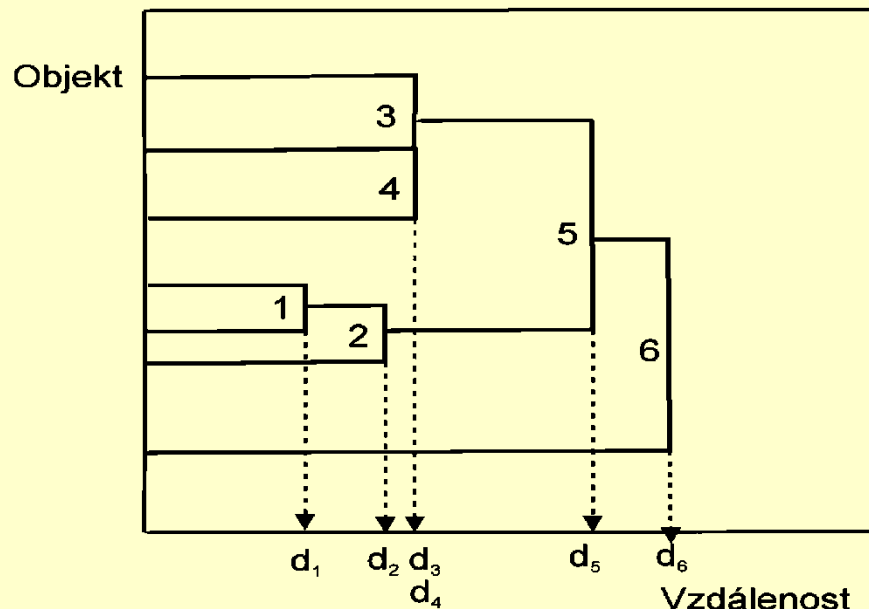 Objekt
3
4
5
1
2
6
d₁ d₂ d₃ d₅ d₆
d₄
Vzdálenost